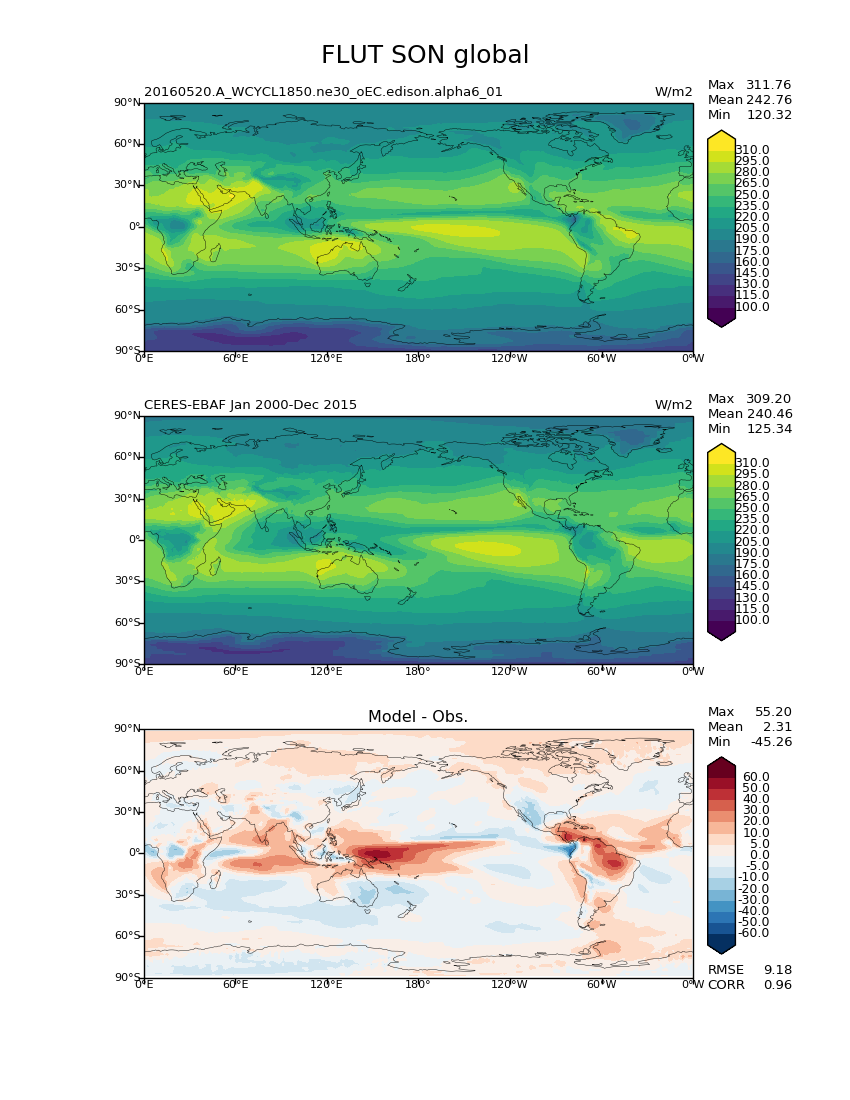 FLUT SON global
20160520.A_WCYCL1850.ne30_oEC.edison.alpha6_01 W/m2
Max 311.76
Mean 242.76
Min 120.32
90°N
60°N
30°N
0°
30°S
60°S
90°S
0°E 60°E 120°E 180° 120°W 60°W 0°W
310.0
295.0
280.0
265.0
250.0
235.0
220.0
205.0
190.0
175.0
160.0
145.0
130.0
115.0
100.0
CERES-EBAF Jan 2000-Dec 2015 W/m2
Max 309.20
Mean 240.46
Min 125.34
90°N
60°N
30°N
0°
30°S
60°S
90°S
0°E 60°E 120°E 180° 120°W 60°W 0°W
310.0
295.0
280.0
265.0
250.0
235.0
220.0
205.0
190.0
175.0
160.0
145.0
130.0
115.0
100.0
Model - Obs.
Max 55.20
Mean 2.31
Min -45.26
90°N
60°N
30°N
0°
30°S
60°S
90°S
0°E 60°E 120°E 180° 120°W 60°W 0°W
60.0
50.0
40.0
30.0
20.0
10.0
5.0
0.0
-5.0
-10.0
-20.0
-30.0
-40.0
-50.0
-60.0
RMSE 9.18
CORR 0.96